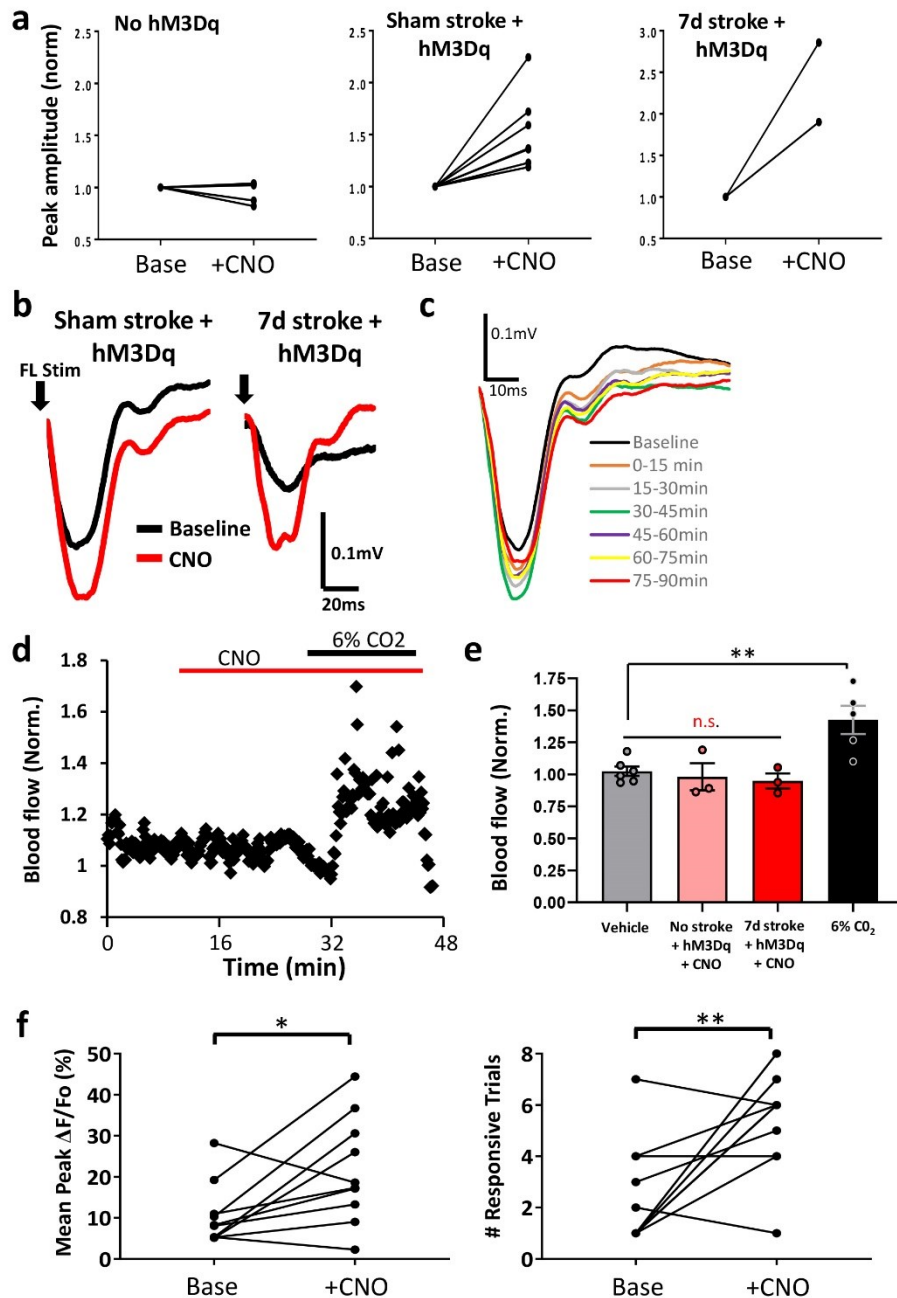 a
No hM3Dq
Sham stroke +
hM3Dq
7d stroke +
hM3Dq
Peak amplitude (norm)
2.5
2.0
1.5
1.0
0.5
2.5
2.0
1.5
1.0
0.5
3.0
2.5
2.0
1.5
1.0
0.5
Base +CNO
Base +CNO
Base +CNO
b
Sham stroke +
hM3Dq
7d stroke +
hM3Dq
FL Stim
Baseline
CNO
0.1mV
20ms
c
0.1mV
10ms
Baseline
0-15 min
15-30min
30-45min
45-60min
60-75min
75-90min
d
6% CO2
CNO
Blood flow (Norm.)
1.8
1.6
1.4
1.2
1
0.8
0 16 32 48
Time (min)
e
**
n.s.
Blood flow (Norm.)
1.75
1.50
1.25
1.00
0.75
0.50
0.25
0.00
Vehicle
No stroke
+ hM3Dq
+ CNO
7d stroke
+ hM3Dq
+ CNO
6% C0₂
f
*
Mean Peak ΔF/Fo (%)
50
40
30
20
10
0
Base +CNO
**
# Responsive Trials
8
6
4
2
0
Base +CNO